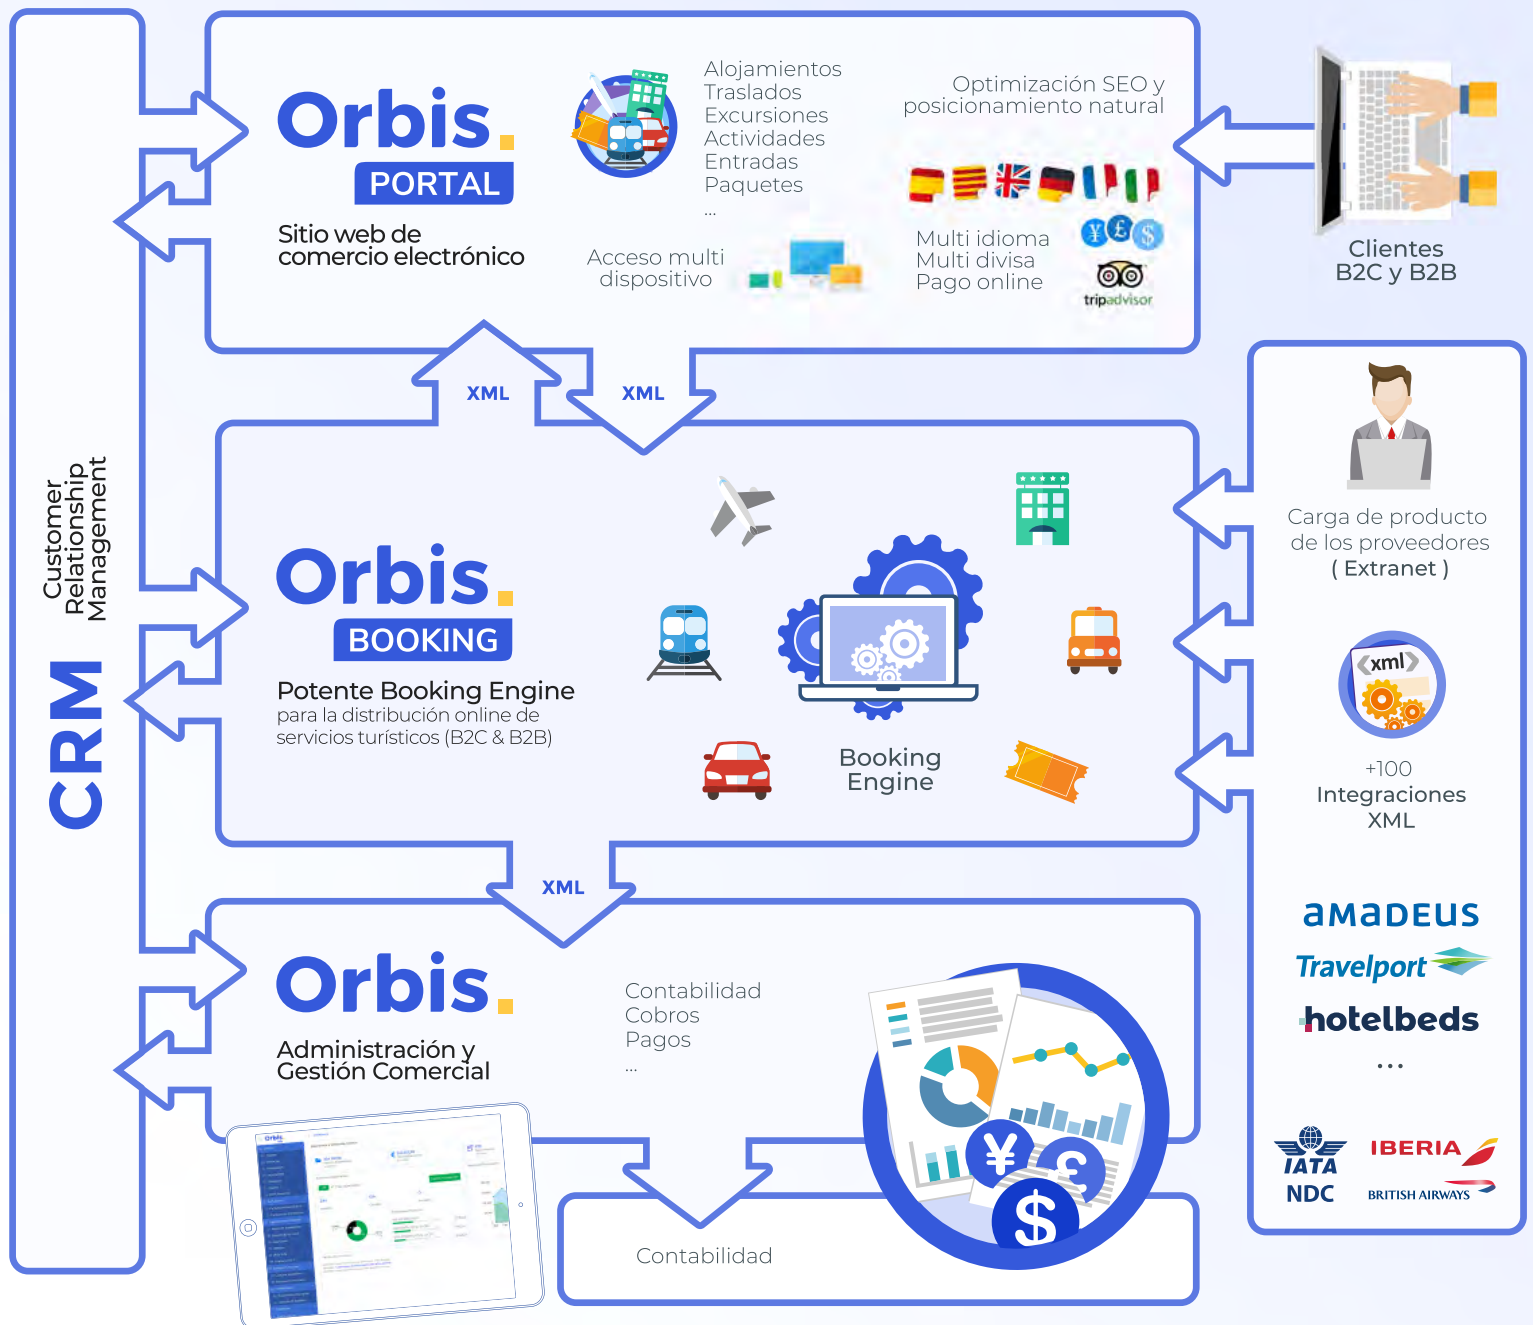 Customer
Relationship
Management
CRM
Orbis.
PORTAL
Sitio web de
comercio electrónico
Alojamientos
Traslados
Excursiones
Actividades
Entradas
Paquetes
...
Acceso multi
dispositivo
Optimización SEO y
posicionamiento natural
Multi idioma
Multi divisa
Pago online
¥ £ $
tripadvisor
Clientes
B2C y B2B
XML
XML
Orbis.
BOOKING
Potente Booking Engine
para la distribución online de
servicios turísticos (B2C & B2B)
Booking
Engine
Carga de producto
de los proveedores
( Extranet )
<xml>
+100
Integraciones
XML
amadeus
Travelport
hotelbeds
...
IATA
NDC
IBERIA
BRITISH AIRWAYS
XML
Orbis.
Administración y
Gestión Comercial
Contabilidad
Cobros
Pagos
...
¥ £
$
Orbis.
Contabilidad